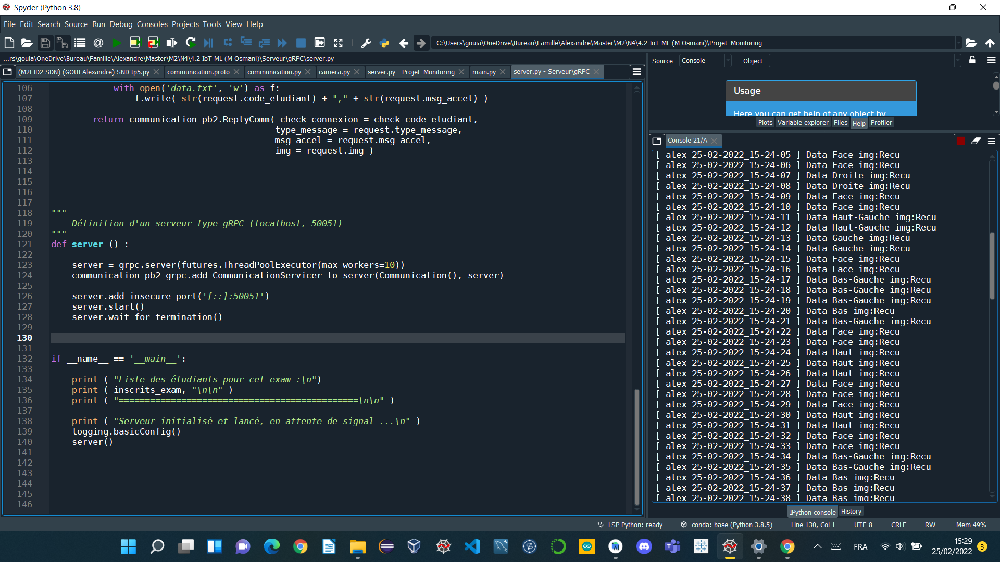 Spyder (Python 3.8)
File Edit Search Source Run Debug Consoles Projects Tools View Help
C:\Users\gouia\OneDrive\Bureau\Famille\Alexandre\Master\M2\N4\4.2 IoT ML (M Osmani)\Projet_Monitoring
...rs\gouia\OneDrive\Bureau\Famille\Alexandre\Master\M2\N4\4.2 IoT ML (M Osmani)\Serveur\gRPC\server.py
(M2EID2 SDN) (GOUI Alexandre) SND tp5.py communication.proto communication.py camera.py server.py - Projet_Monitoring main.py server.py - Serveur\gRPC
106 with open('data.txt', 'w') as f:
107 f.write( str(request.code_etudiant) + "," + str(request.msg_accel) )
108
109 return communication_pb2.ReplyComm( check_connexion = check_code_etudiant,
110 type_message = request.type_message,
111 msg_accel = request.msg_accel,
112 img = request.img )
113
114
115
116
117
118 """
119 Définition d'un serveur type gRPC (localhost, 50051)
120 """
121 def server () :
122
123 server = grpc.server(futures.ThreadPoolExecutor(max_workers=10))
124 communication_pb2_grpc.add_CommunicationServicer_to_server(Communication(), server)
125
126 server.add_insecure_port('[::]:50051')
127 server.start()
128 server.wait_for_termination()
129
130
131
132 if __name__ == '__main__':
133
134 print ( "Liste des étudiants pour cet exam :\n")
135 print ( inscrits_exam, "\n\n" )
136 print ( "==============================================\n\n" )
137
138 print ( "Serveur initialisé et lancé, en attente de signal ...\n" )
139 logging.basicConfig()
140 server()
141
142
143
144
145
146
Source Console Object
Usage
Here you can get help of any object by
Plots Variable explorer Files Help Profiler
Console 21/A
[ alex 25-02-2022_15-24-05 ] Data Face img:Recu
[ alex 25-02-2022_15-24-06 ] Data Face img:Recu
[ alex 25-02-2022_15-24-07 ] Data Droite img:Recu
[ alex 25-02-2022_15-24-08 ] Data Droite img:Recu
[ alex 25-02-2022_15-24-09 ] Data Face img:Recu
[ alex 25-02-2022_15-24-10 ] Data Face img:Recu
[ alex 25-02-2022_15-24-11 ] Data Haut-Gauche img:Recu
[ alex 25-02-2022_15-24-12 ] Data Haut-Gauche img:Recu
[ alex 25-02-2022_15-24-13 ] Data Gauche img:Recu
[ alex 25-02-2022_15-24-14 ] Data Gauche img:Recu
[ alex 25-02-2022_15-24-15 ] Data Face img:Recu
[ alex 25-02-2022_15-24-16 ] Data Face img:Recu
[ alex 25-02-2022_15-24-17 ] Data Bas-Gauche img:Recu
[ alex 25-02-2022_15-24-18 ] Data Bas-Gauche img:Recu
[ alex 25-02-2022_15-24-19 ] Data Bas-Gauche img:Recu
[ alex 25-02-2022_15-24-20 ] Data Bas img:Recu
[ alex 25-02-2022_15-24-21 ] Data Bas-Gauche img:Recu
[ alex 25-02-2022_15-24-22 ] Data Face img:Recu
[ alex 25-02-2022_15-24-23 ] Data Face img:Recu
[ alex 25-02-2022_15-24-24 ] Data Haut img:Recu
[ alex 25-02-2022_15-24-25 ] Data Haut img:Recu
[ alex 25-02-2022_15-24-26 ] Data Haut img:Recu
[ alex 25-02-2022_15-24-27 ] Data Face img:Recu
[ alex 25-02-2022_15-24-28 ] Data Face img:Recu
[ alex 25-02-2022_15-24-29 ] Data Face img:Recu
[ alex 25-02-2022_15-24-30 ] Data Haut img:Recu
[ alex 25-02-2022_15-24-31 ] Data Haut img:Recu
[ alex 25-02-2022_15-24-32 ] Data Face img:Recu
[ alex 25-02-2022_15-24-33 ] Data Face img:Recu
[ alex 25-02-2022_15-24-34 ] Data Bas-Gauche img:Recu
[ alex 25-02-2022_15-24-35 ] Data Bas-Gauche img:Recu
[ alex 25-02-2022_15-24-36 ] Data Bas img:Recu
[ alex 25-02-2022_15-24-37 ] Data Bas img:Recu
[ alex 25-02-2022_15-24-38 ] Data Bas img:Recu
IPython console History
LSP Python: ready conda: base (Python 3.8.5) Line 130, Col 1 UTF-8 CRLF RW Mem 49%
FRA 15:29
25/02/2022 3